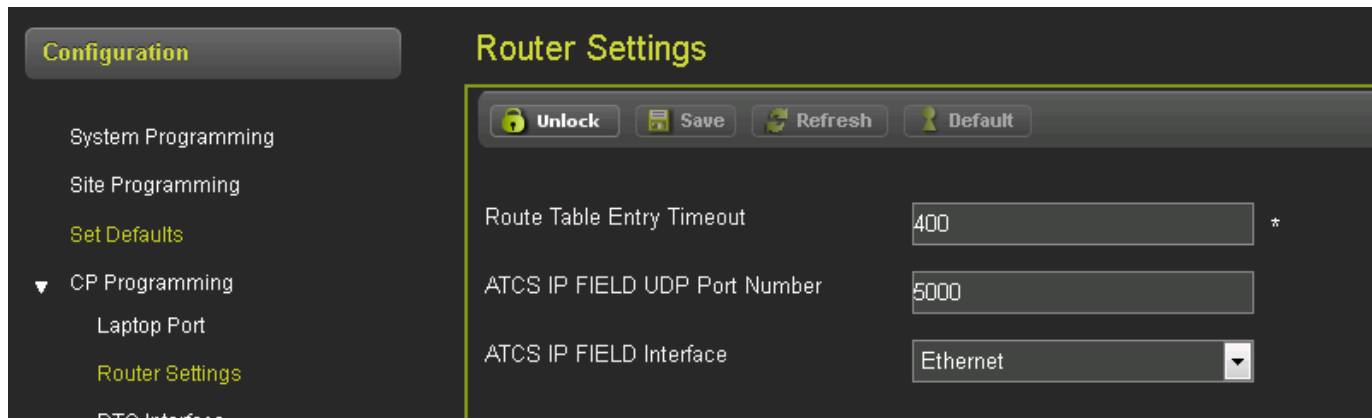 Configuration
System Programming
Site Programming
Set Defaults
CP Programming
Laptop Port
Router Settings
Router Settings
Unlock Save Refresh Default
Route Table Entry Timeout 400 *
ATCS IP FIELD UDP Port Number 5000
ATCS IP FIELD Interface Ethernet